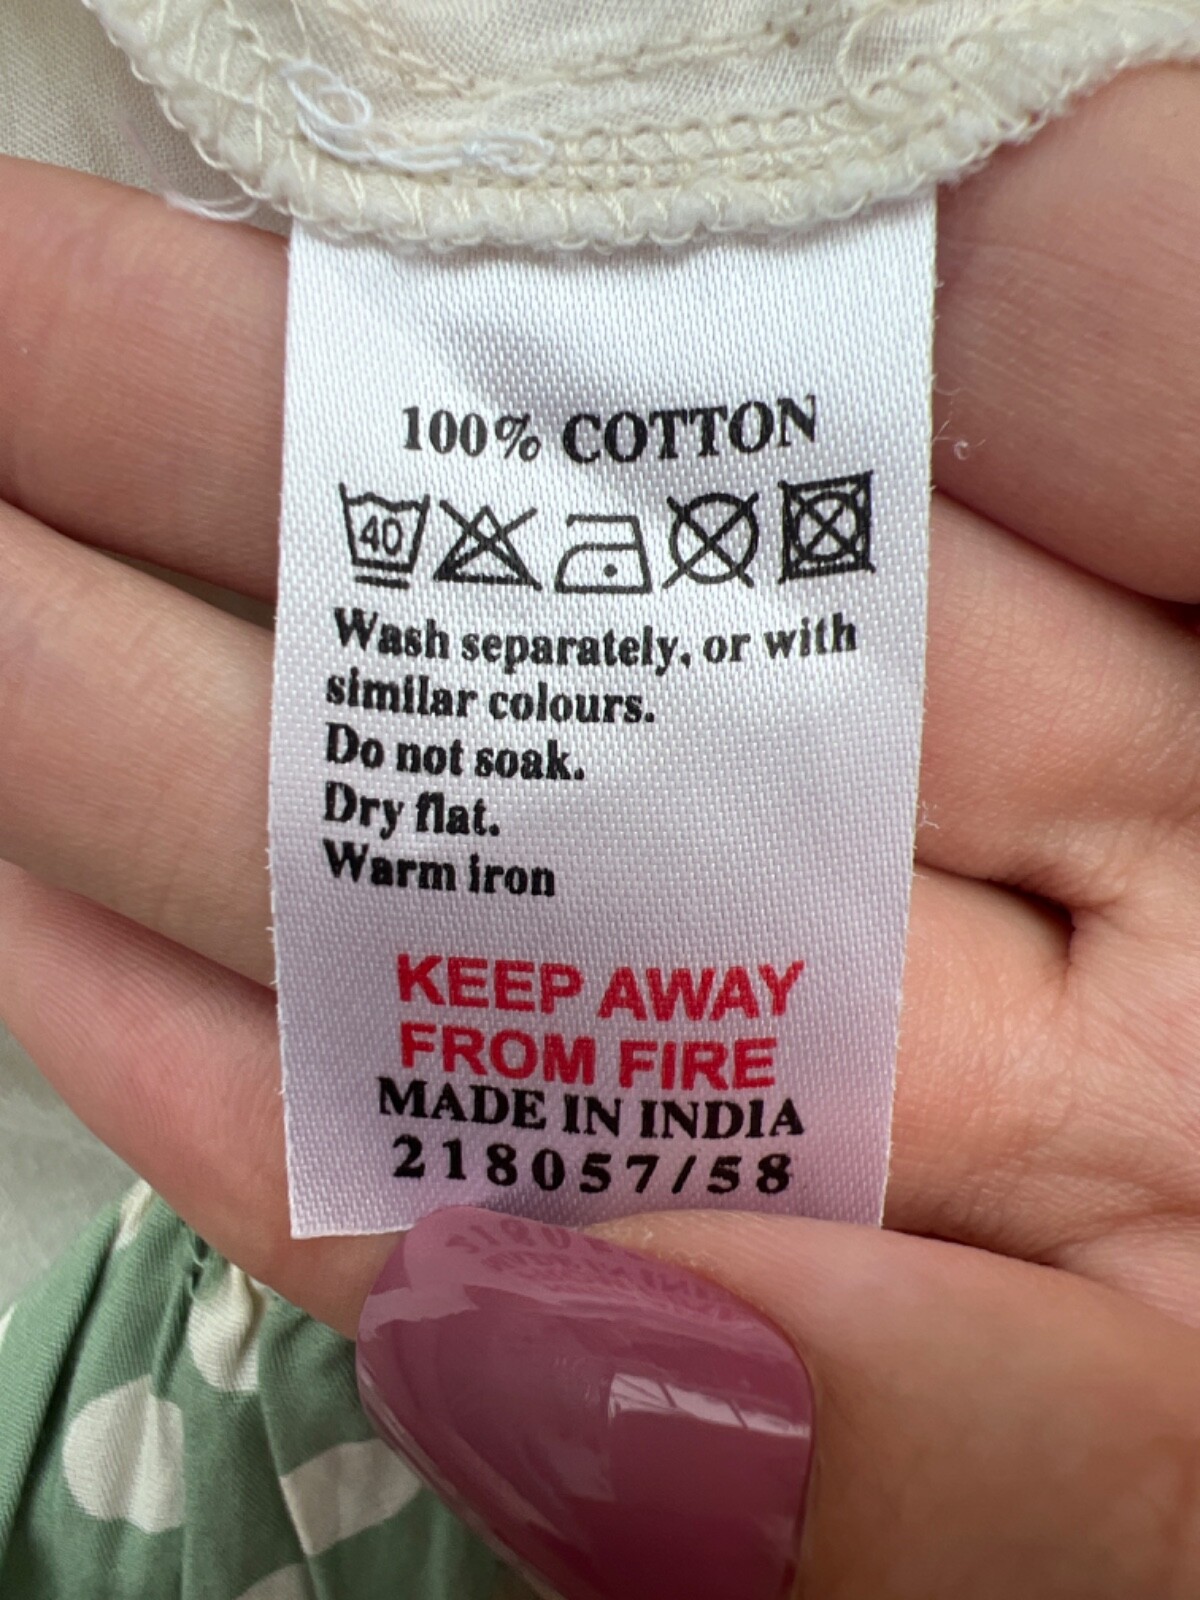 100% COTTON
40
Wash separately, or with
similar colours.
Do not soak.
Dry flat.
Warm iron
KEEP AWAY
FROM FIRE
MADE IN INDIA
218057/58